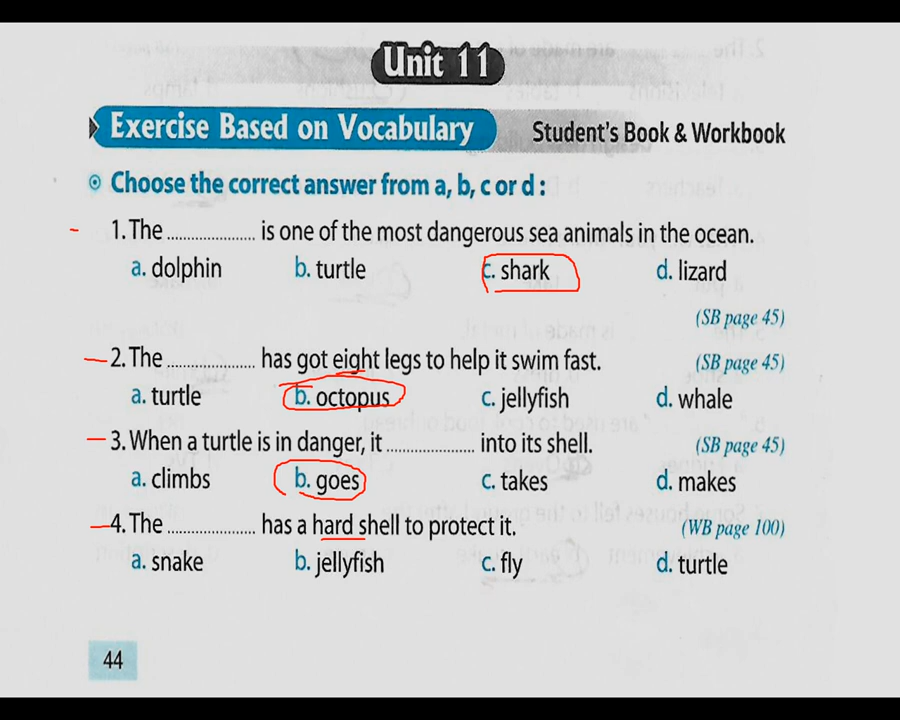 Unit 11
Exercise Based on Vocabulary Student's Book & Workbook
Choose the correct answer from a, b, c or d :
1. The .................... is one of the most dangerous sea animals in the ocean.
a. dolphin b. turtle c. shark d. lizard
(SB page 45)
2. The .................... has got eight legs to help it swim fast. (SB page 45)
a. turtle b. octopus c. jellyfish d. whale
3. When a turtle is in danger, it .................... into its shell. (SB page 45)
a. climbs b. goes c. takes d. makes
4. The .................... has a hard shell to protect it. (WB page 100)
a. snake b. jellyfish c. fly d. turtle
44